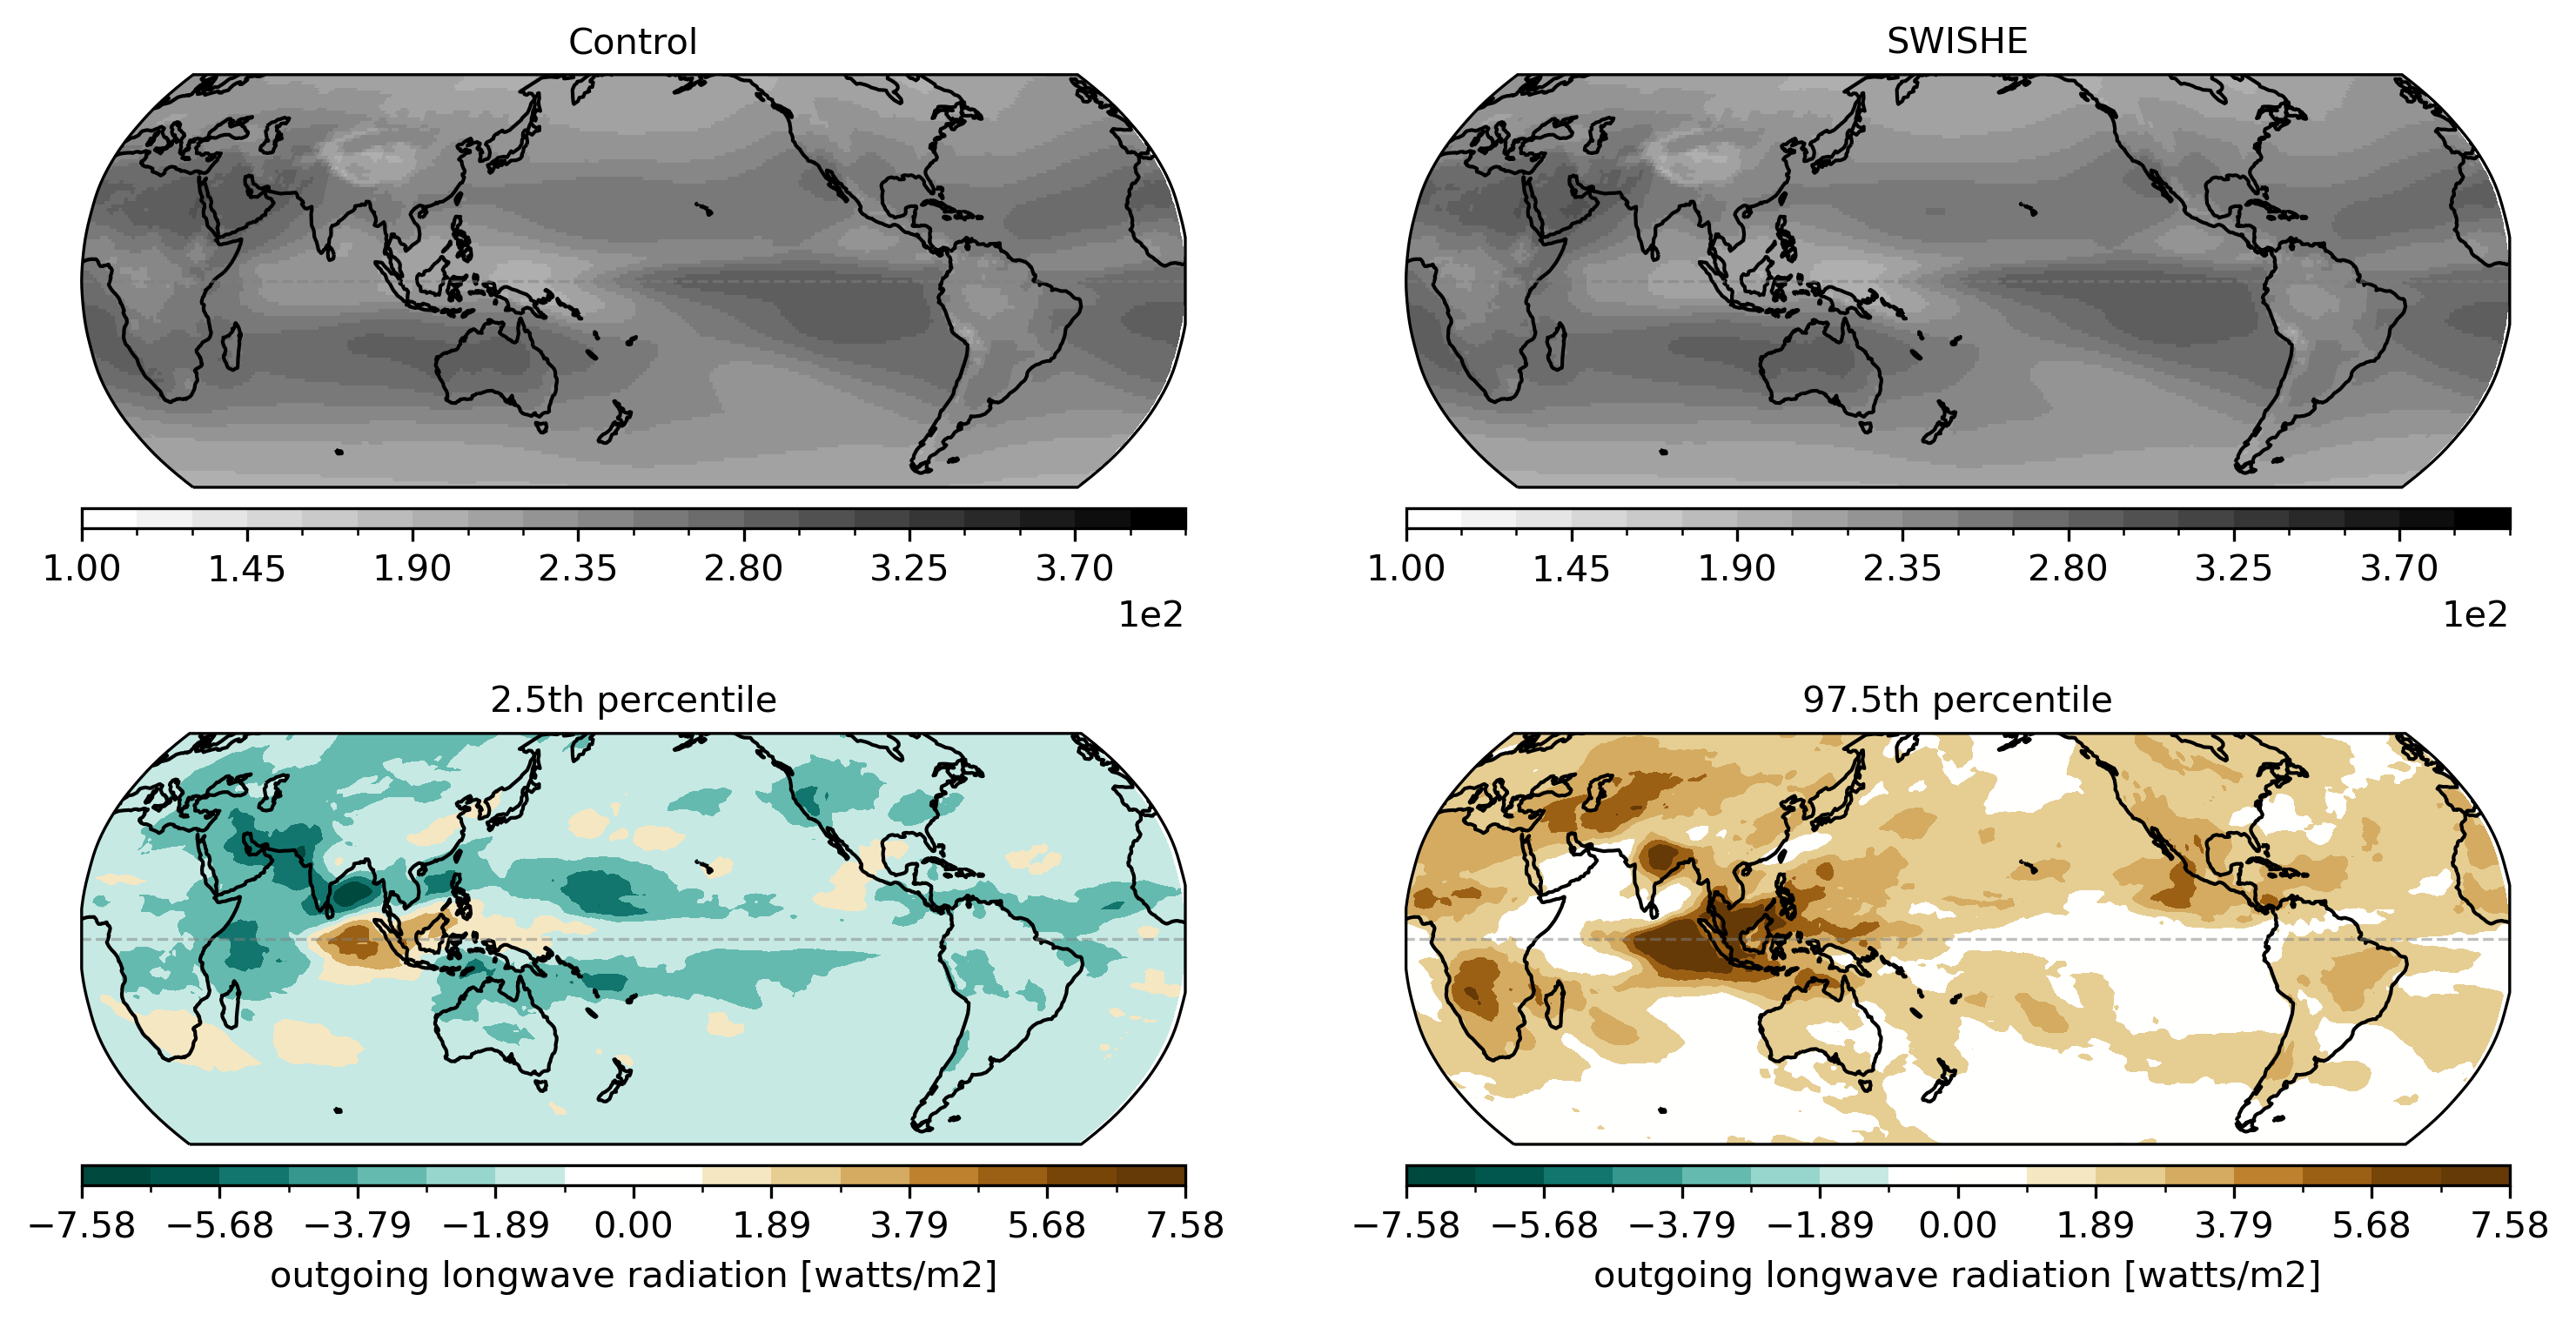 Control
SWISHE
1.00 1.45 1.90 2.35 2.80 3.25 3.70
1e2
1.00 1.45 1.90 2.35 2.80 3.25 3.70
1e2
2.5th percentile
97.5th percentile
−7.58 −5.68 −3.79 −1.89 0.00 1.89 3.79 5.68 7.58
outgoing longwave radiation [watts/m2]
−7.58 −5.68 −3.79 −1.89 0.00 1.89 3.79 5.68 7.58
outgoing longwave radiation [watts/m2]